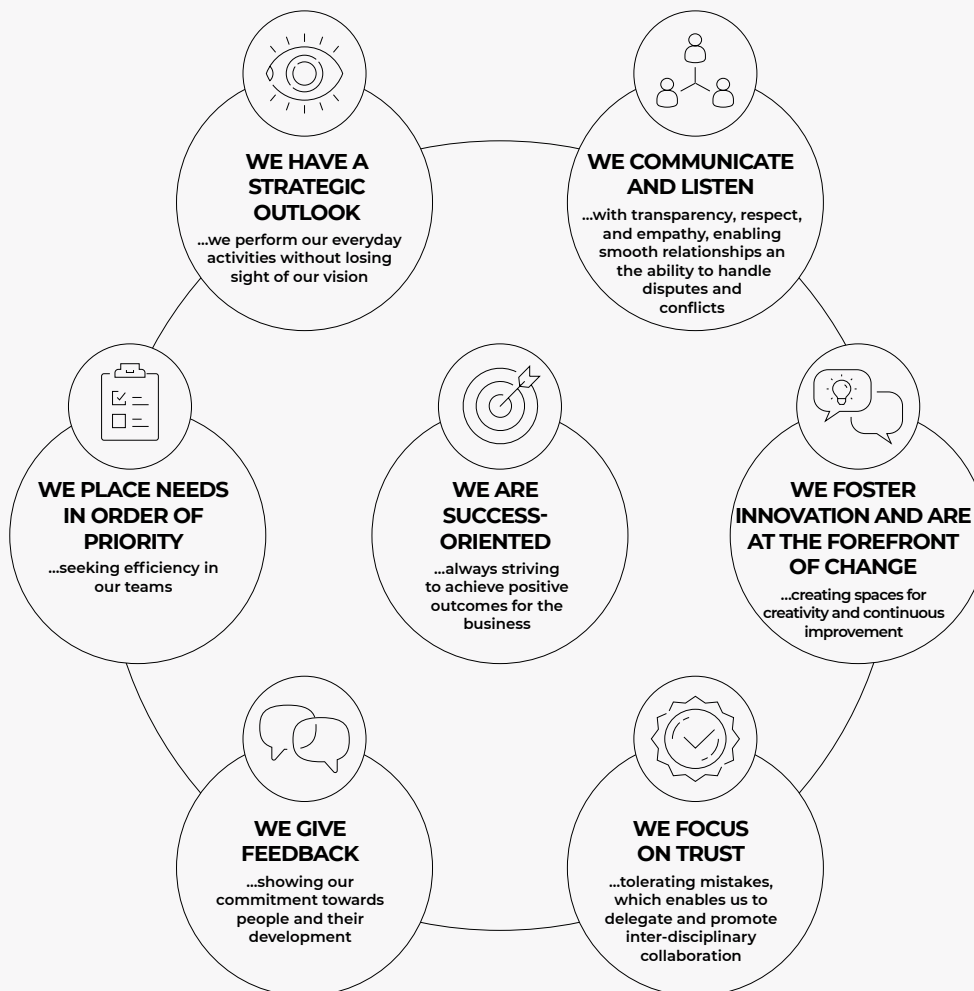 WE HAVE A
STRATEGIC
OUTLOOK
...we perform our everyday
activities without losing
sight of our vision
WE COMMUNICATE
AND LISTEN
...with transparency, respect,
and empathy, enabling
smooth relationships an
the ability to handle
disputes and
conflicts
WE PLACE NEEDS
IN ORDER OF
PRIORITY
...seeking efficiency in
our teams
WE ARE
SUCCESS-
ORIENTED
...always striving
to achieve positive
outcomes for the
business
WE FOSTER
INNOVATION AND ARE
AT THE FOREFRONT
OF CHANGE
...creating spaces for
creativity and continuous
improvement
WE GIVE
FEEDBACK
...showing our
commitment towards
people and their
development
WE FOCUS
ON TRUST
...tolerating mistakes,
which enables us to
delegate and promote
inter-disciplinary
collaboration